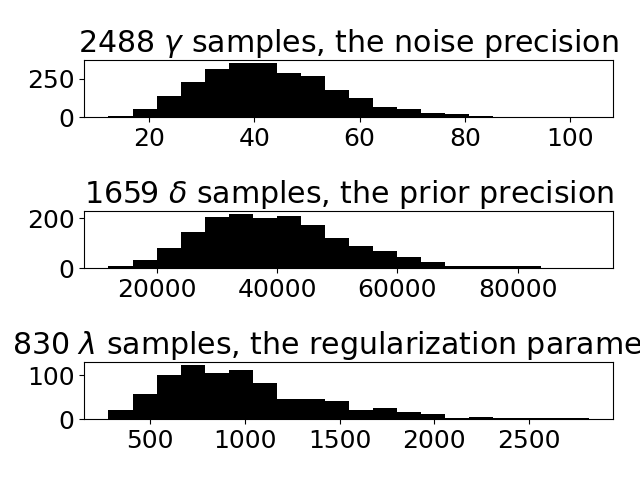 2488 γ samples, the noise precision
250
0
20 40 60 80 100
1659 δ samples, the prior precision
200
0
20000 40000 60000 80000
830 λ samples, the regularization parame
100
0
500 1000 1500 2000 2500